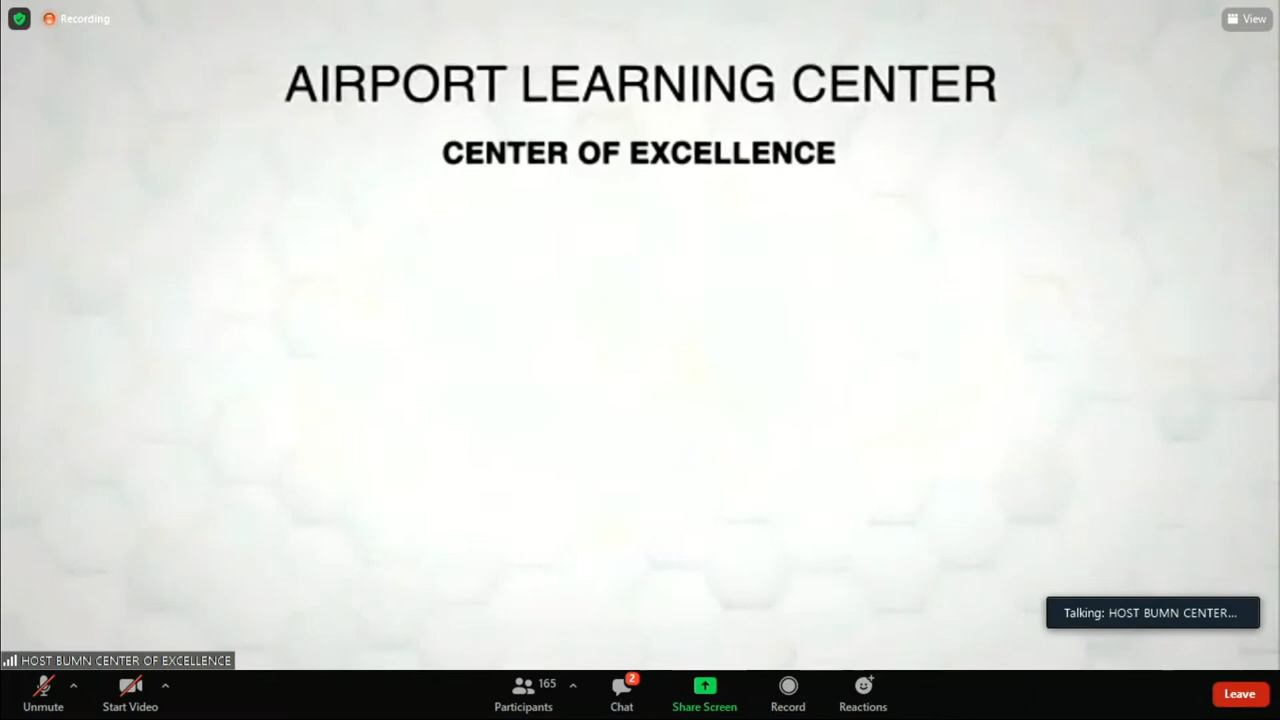 Recording
View
AIRPORT LEARNING CENTER
CENTER OF EXCELLENCE
Talking: HOST BUMN CENTER...
HOST BUMN CENTER OF EXCELLENCE
Unmute
Start Video
165
Participants
2
Chat
Share Screen
Record
Reactions
Leave